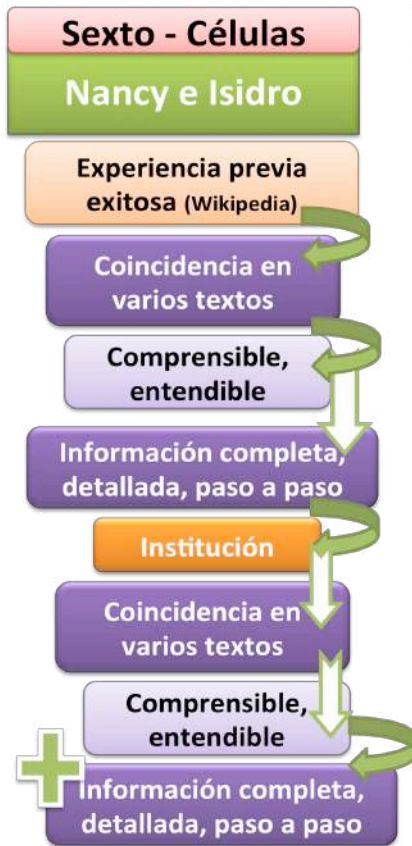 Sexto - Células
Nancy e Isidro
Experiencia previa
exitosa (Wikipedia)
Coincidencia en
varios textos
Comprensible,
entendible
Información completa,
detallada, paso a paso
Institución
Coincidencia en
varios textos
Comprensible,
entendible
Información completa,
detallada, paso a paso